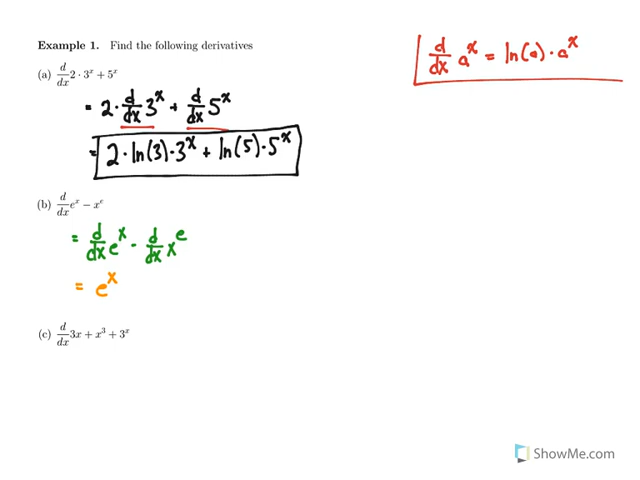 Example 1. Find the following derivatives
d/dx a^x = ln(a) · a^x
(a) d/dx 2 · 3^x + 5^x
= 2 · d/dx 3^x + d/dx 5^x
= 2 · ln(3) · 3^x + ln(5) · 5^x
(b) d/dx e^x − x^e
= d/dx e^x - d/dx x^e
= e^x
(c) d/dx 3x + x^3 + 3^x
ShowMe.com